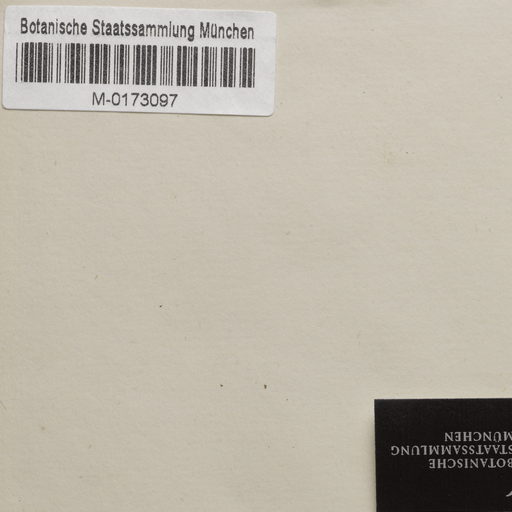 Botanische Staatssammlung München
M-0173097
BOTANISCHE
STAATSSAMMLUNG
MÜNCHEN